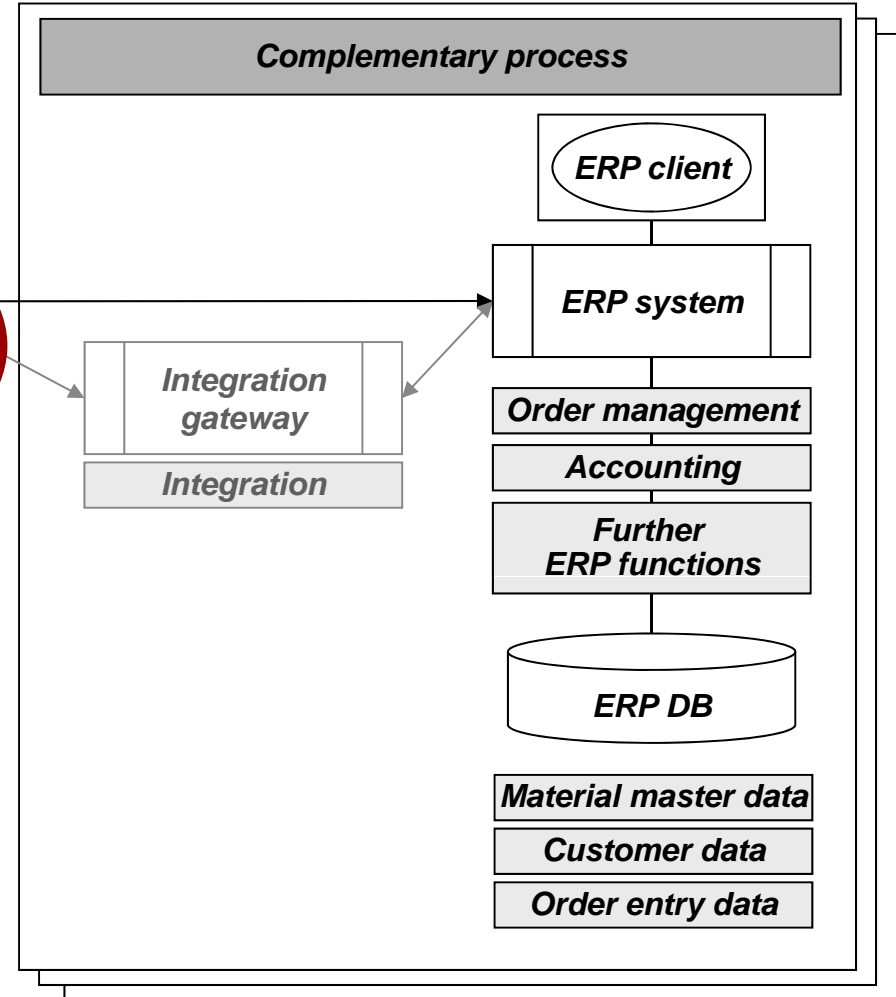 Complementary process
ERP client
ERP system
Integration
gateway
Integration
Order management
Accounting
Further
ERP functions
ERP DB
Material master data
Customer data
Order entry data